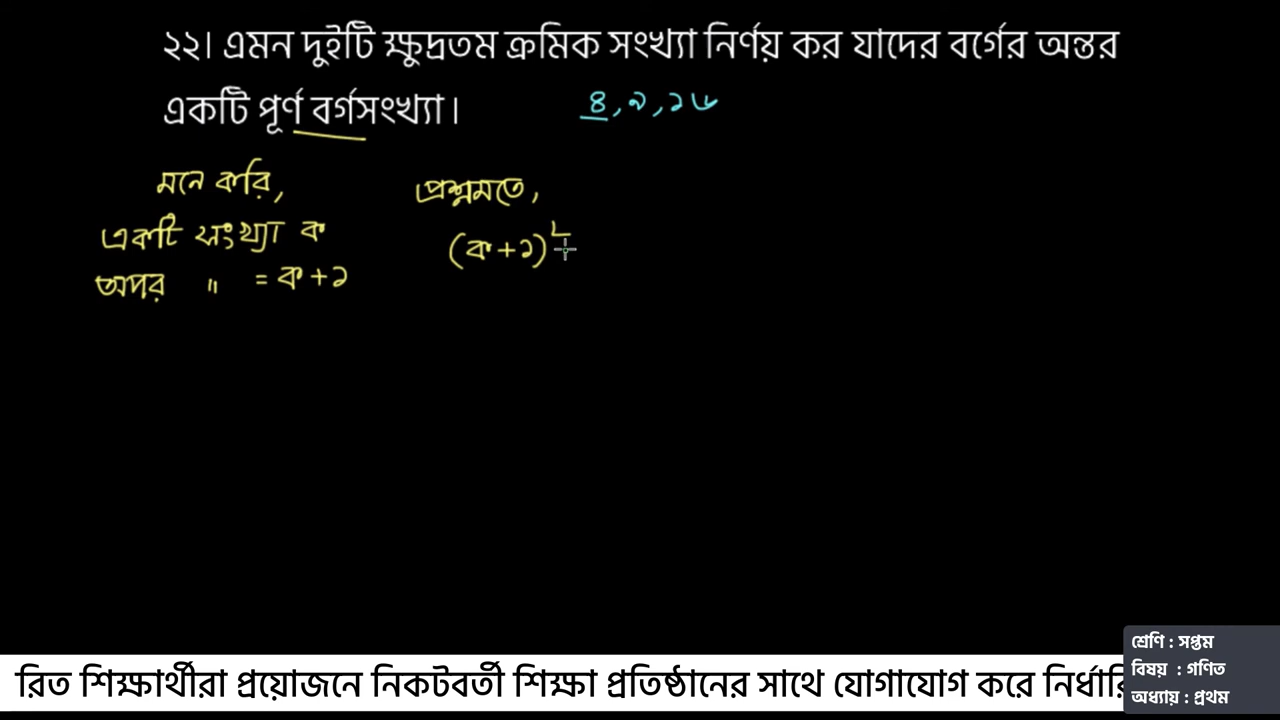 ২২। এমন দুইটি ক্ষুদ্রতম ক্রমিক সংখ্যা নির্ণয় কর যাদের বর্গের অন্তর
একটি পূর্ণ বর্গসংখ্যা।
৪, ৯, ১৬
মনে করি,
একটি সংখ্যা ক
অপর " = ক + ১
প্রশ্নমতে,
(ক + ১)²
রিত শিক্ষার্থীরা প্রয়োজনে নিকটবর্তী শিক্ষা প্রতিষ্ঠানের সাথে যোগাযোগ করে নির্ধারি
শ্রেণি : সপ্তম
বিষয় : গণিত
অধ্যায় : প্রথম